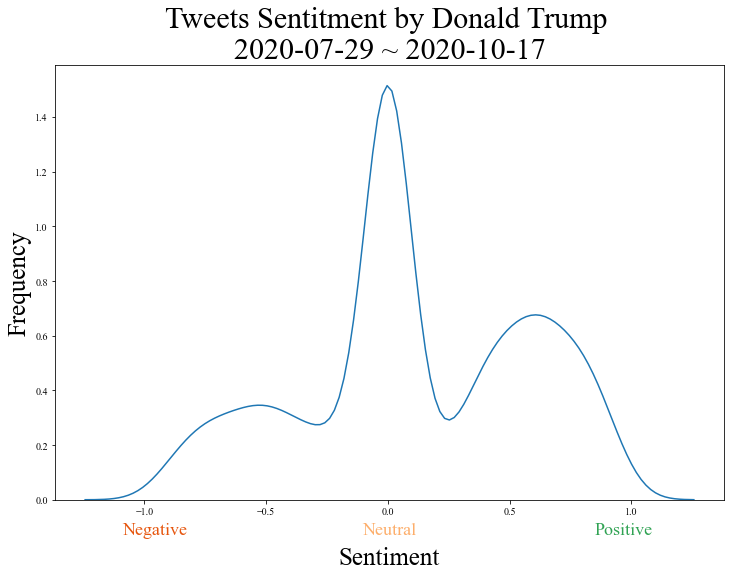 Tweets Sentitment by Donald Trump
2020-07-29 ~ 2020-10-17
Frequency
1.4
1.2
1.0
0.8
0.6
0.4
0.2
0.0
−1.0 −0.5 0.0 0.5 1.0
Negative Neutral Positive
Sentiment